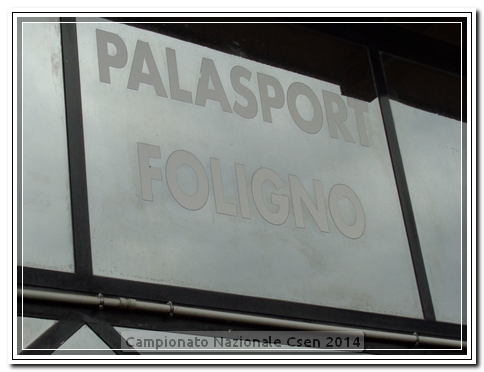 PALASPORT
FOLIGNO
Campionato Nazionale Csen 2014